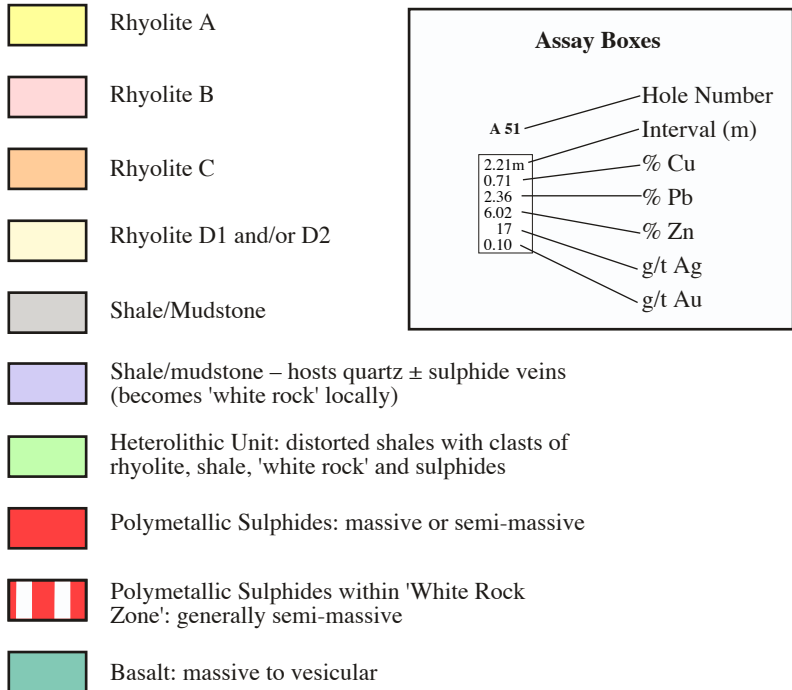 Rhyolite A
Rhyolite B
Rhyolite C
Rhyolite D1 and/or D2
Shale/Mudstone
Shale/mudstone – hosts quartz ± sulphide veins
(becomes 'white rock' locally)
Heterolithic Unit: distorted shales with clasts of
rhyolite, shale, 'white rock' and sulphides
Polymetallic Sulphides: massive or semi-massive
Polymetallic Sulphides within 'White Rock
Zone': generally semi-massive
Basalt: massive to vesicular
Assay Boxes
A 51
2.21m
0.71
2.36
6.02
17
0.10
Hole Number
Interval (m)
% Cu
% Pb
% Zn
g/t Ag
g/t Au